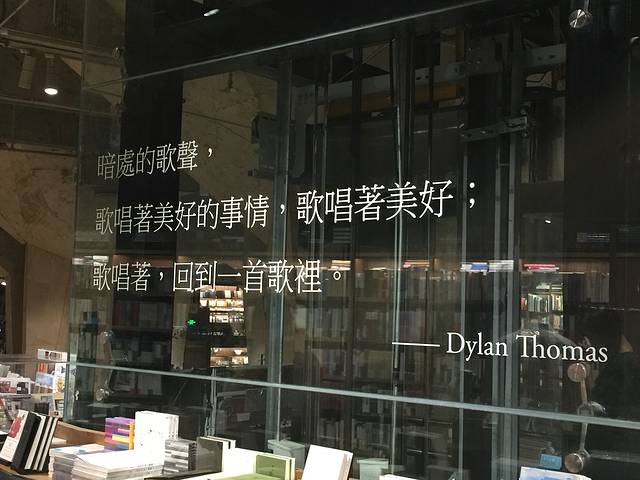 暗處的歌聲，
歌唱著美好的事情，歌唱著美好；
歌唱著，回到一首歌裡。
—— Dylan Thomas